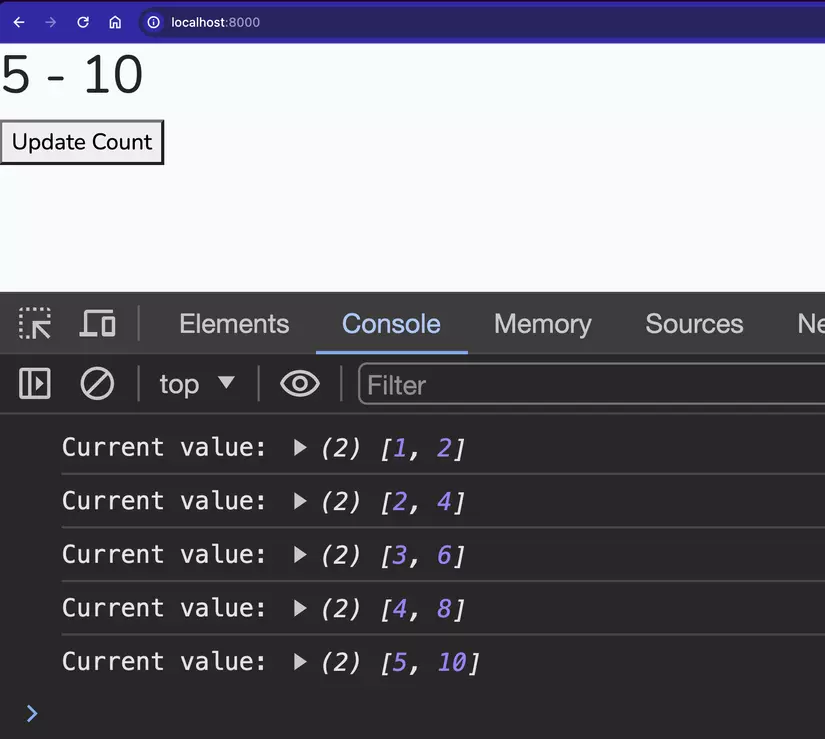 localhost:8000
5 - 10
Update Count
Elements Console Memory Sources Ne
top Filter
Current value: (2) [1, 2]
Current value: (2) [2, 4]
Current value: (2) [3, 6]
Current value: (2) [4, 8]
Current value: (2) [5, 10]